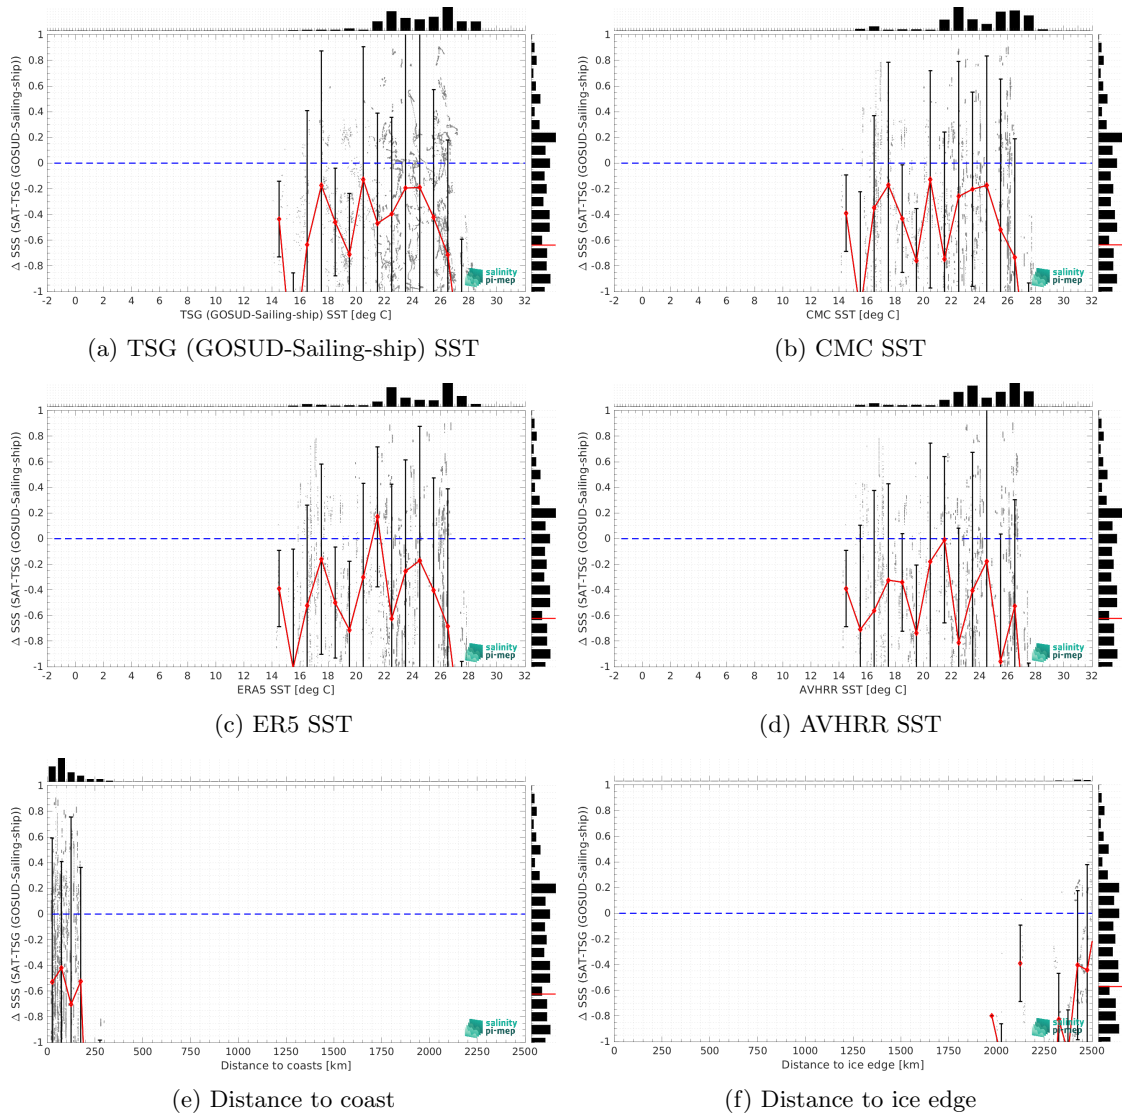 1
0.8
0.6
0.4
0.2
0
-0.2
-0.4
-0.6
-0.8
-1
Δ SSS (SAT-TSG (GOSUD-Sailing-ship))
salinity
pi-mep
-2 0 2 4 6 8 10 12 14 16 18 20 22 24 26 28 30 32
TSG (GOSUD-Sailing-ship) SST [deg C]
(a) TSG (GOSUD-Sailing-ship) SST
1
0.8
0.6
0.4
0.2
0
-0.2
-0.4
-0.6
-0.8
-1
Δ SSS (SAT-TSG (GOSUD-Sailing-ship))
salinity
pi-mep
-2 0 2 4 6 8 10 12 14 16 18 20 22 24 26 28 30 32
CMC SST [deg C]
(b) CMC SST
1
0.8
0.6
0.4
0.2
0
-0.2
-0.4
-0.6
-0.8
-1
Δ SSS (SAT-TSG (GOSUD-Sailing-ship))
salinity
pi-mep
-2 0 2 4 6 8 10 12 14 16 18 20 22 24 26 28 30 32
ERA5 SST [deg C]
(c) ER5 SST
1
0.8
0.6
0.4
0.2
0
-0.2
-0.4
-0.6
-0.8
-1
Δ SSS (SAT-TSG (GOSUD-Sailing-ship))
salinity
pi-mep
-2 0 2 4 6 8 10 12 14 16 18 20 22 24 26 28 30 32
AVHRR SST [deg C]
(d) AVHRR SST
1
0.8
0.6
0.4
0.2
0
-0.2
-0.4
-0.6
-0.8
-1
Δ SSS (SAT-TSG (GOSUD-Sailing-ship))
salinity
pi-mep
0 250 500 750 1000 1250 1500 1750 2000 2250 2500
Distance to coasts [km]
(e) Distance to coast
1
0.8
0.6
0.4
0.2
0
-0.2
-0.4
-0.6
-0.8
-1
Δ SSS (SAT-TSG (GOSUD-Sailing-ship))
salinity
pi-mep
0 250 500 750 1000 1250 1500 1750 2000 2250 2500
Distance to ice edge [km]
(f) Distance to ice edge